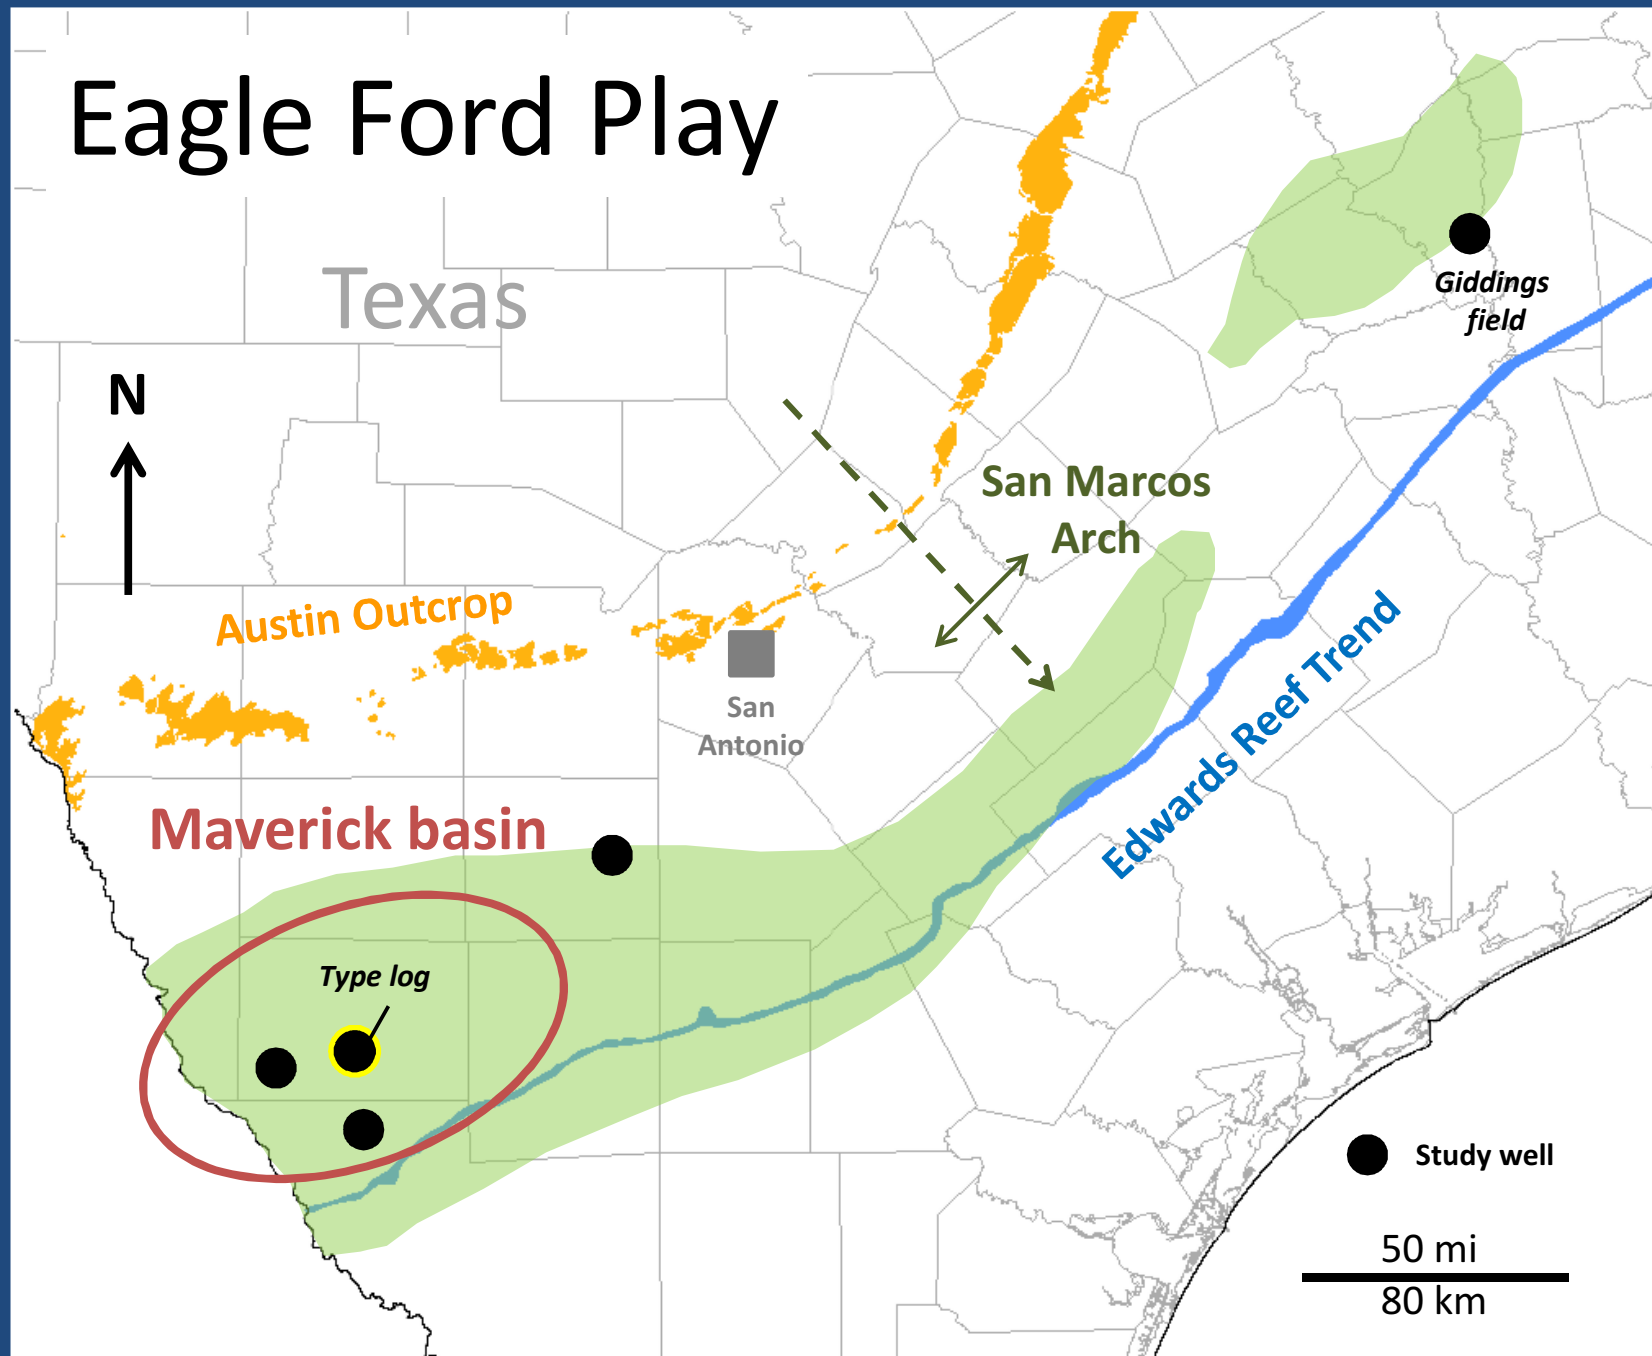 Eagle Ford Play
Texas
N
Giddings
field
San Marcos
Arch
Austin Outcrop
San
Antonio
Edwards Reef Trend
Maverick basin
Type log
Study well
50 mi
80 km